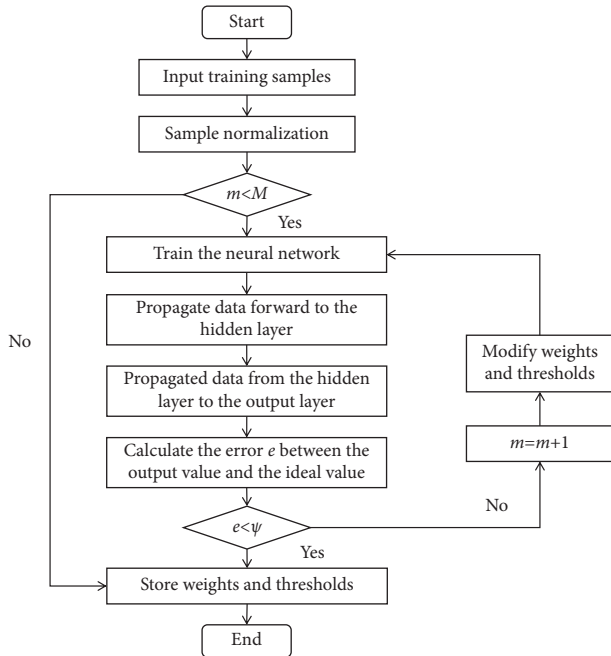 Start
Input training samples
Sample normalization
m<M
Yes
Train the neural network
Propagate data forward to the
hidden layer
No
Modify weights
and thresholds
Propagated data from the hidden
layer to the output layer
Calculate the error e between the
output value and the ideal value
m=m+1
No
e<ψ
Yes
Store weights and thresholds
End